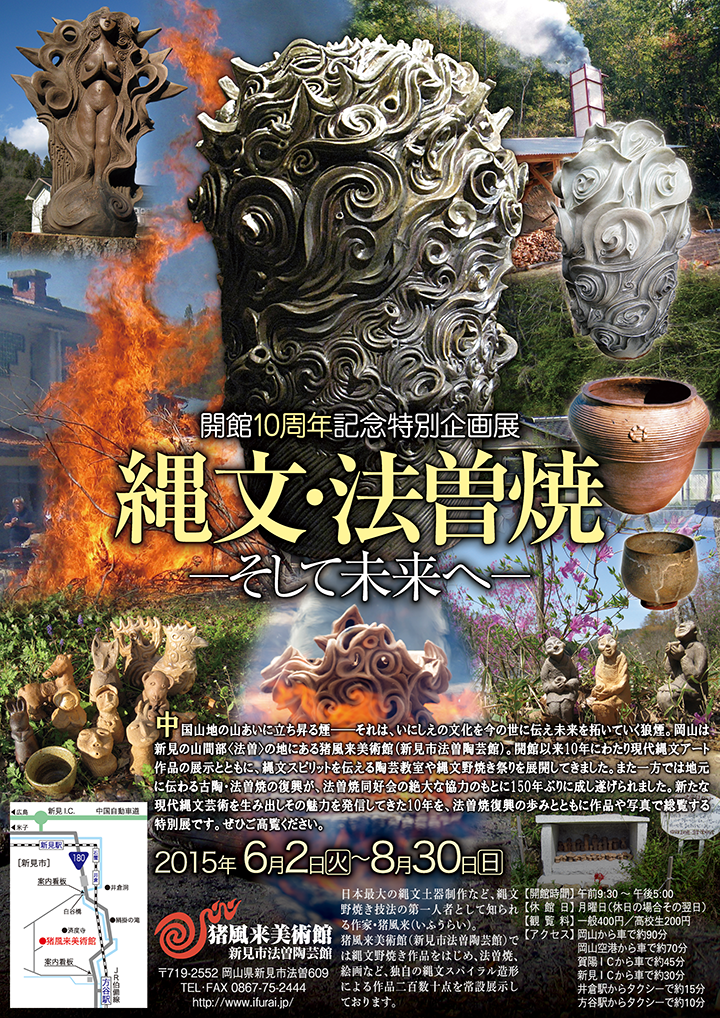 開館10周年記念特別企画展
縄文・法曽焼
―そして未来へ―
中国山地の山あいに立ち昇る煙――それは、いにしえの文化を今の世に伝え未来を拓いていく狼煙。岡山は
新見の山間部〈法曽〉の地にある猪風来美術館（新見市法曽陶芸館）。開館以来10年にわたり現代縄文アート
作品の展示とともに、縄文スピリットを伝える陶芸教室や縄文野焼き祭りを展開してきました。また一方では地元
に伝わる古陶・法曽焼の復興が、法曽焼同好会の絶大な協力のもとに150年ぶりに成し遂げられました。新たな
現代縄文芸術を生み出しその魅力を発信してきた10年を、法曽焼復興の歩みとともに作品や写真で総覧する
特別展です。ぜひご高覧ください。
2015年 6月2日㊋〜8月30日㊐
◀広島
新見I.C.
中国自動車道
◀米子
新見駅
[新見市]
180
案内看板
井倉洞
白谷橋
絹掛の滝
済渡寺
猪風来美術館
案内看板
JR伯備線
方谷駅
猪風来美術館
新見市法曽陶芸館
〒719-2552 岡山県新見市法曽609
TEL・FAX 0867-75-2444
http://www.ifurai.jp/
日本最大の縄文土器制作など、縄文
野焼き技法の第一人者として知られ
る作家・猪風来(いふうらい)。
猪風来美術館（新見市法曽陶芸館）で
は縄文野焼き作品をはじめ、法曽焼、
絵画など、独自の縄文スパイラル造形
による作品二百数十点を常設展示し
ております。
【開館時間】午前9:30〜午後5:00
【休館日】月曜日（休日の場合その翌日）
【観覧料】一般400円／高校生200円
【アクセス】岡山から車で約90分
岡山空港から車で約70分
賀陽ICから車で約45分
新見ICから車で約30分
井倉駅からタクシーで約15分
方谷駅からタクシーで約10分